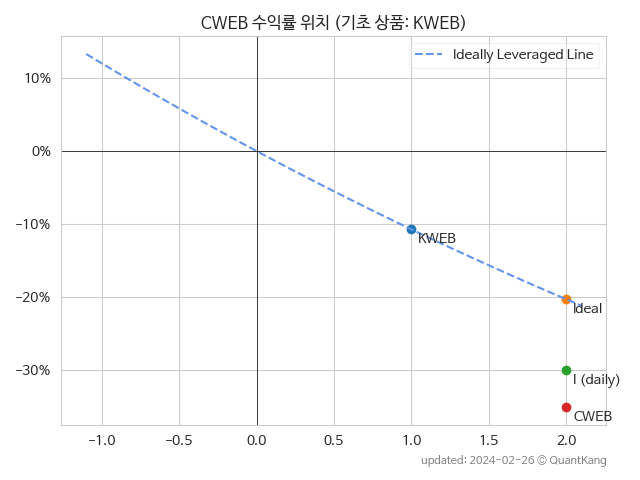 CWEB 수익률 위치 (기초 상품: KWEB)
Ideally Leveraged Line
10%
0%
−10%
−20%
−30%
KWEB
Ideal
I (daily)
CWEB
−1.0
−0.5
0.0
0.5
1.0
1.5
2.0
updated: 2024-02-26 © QuantKang